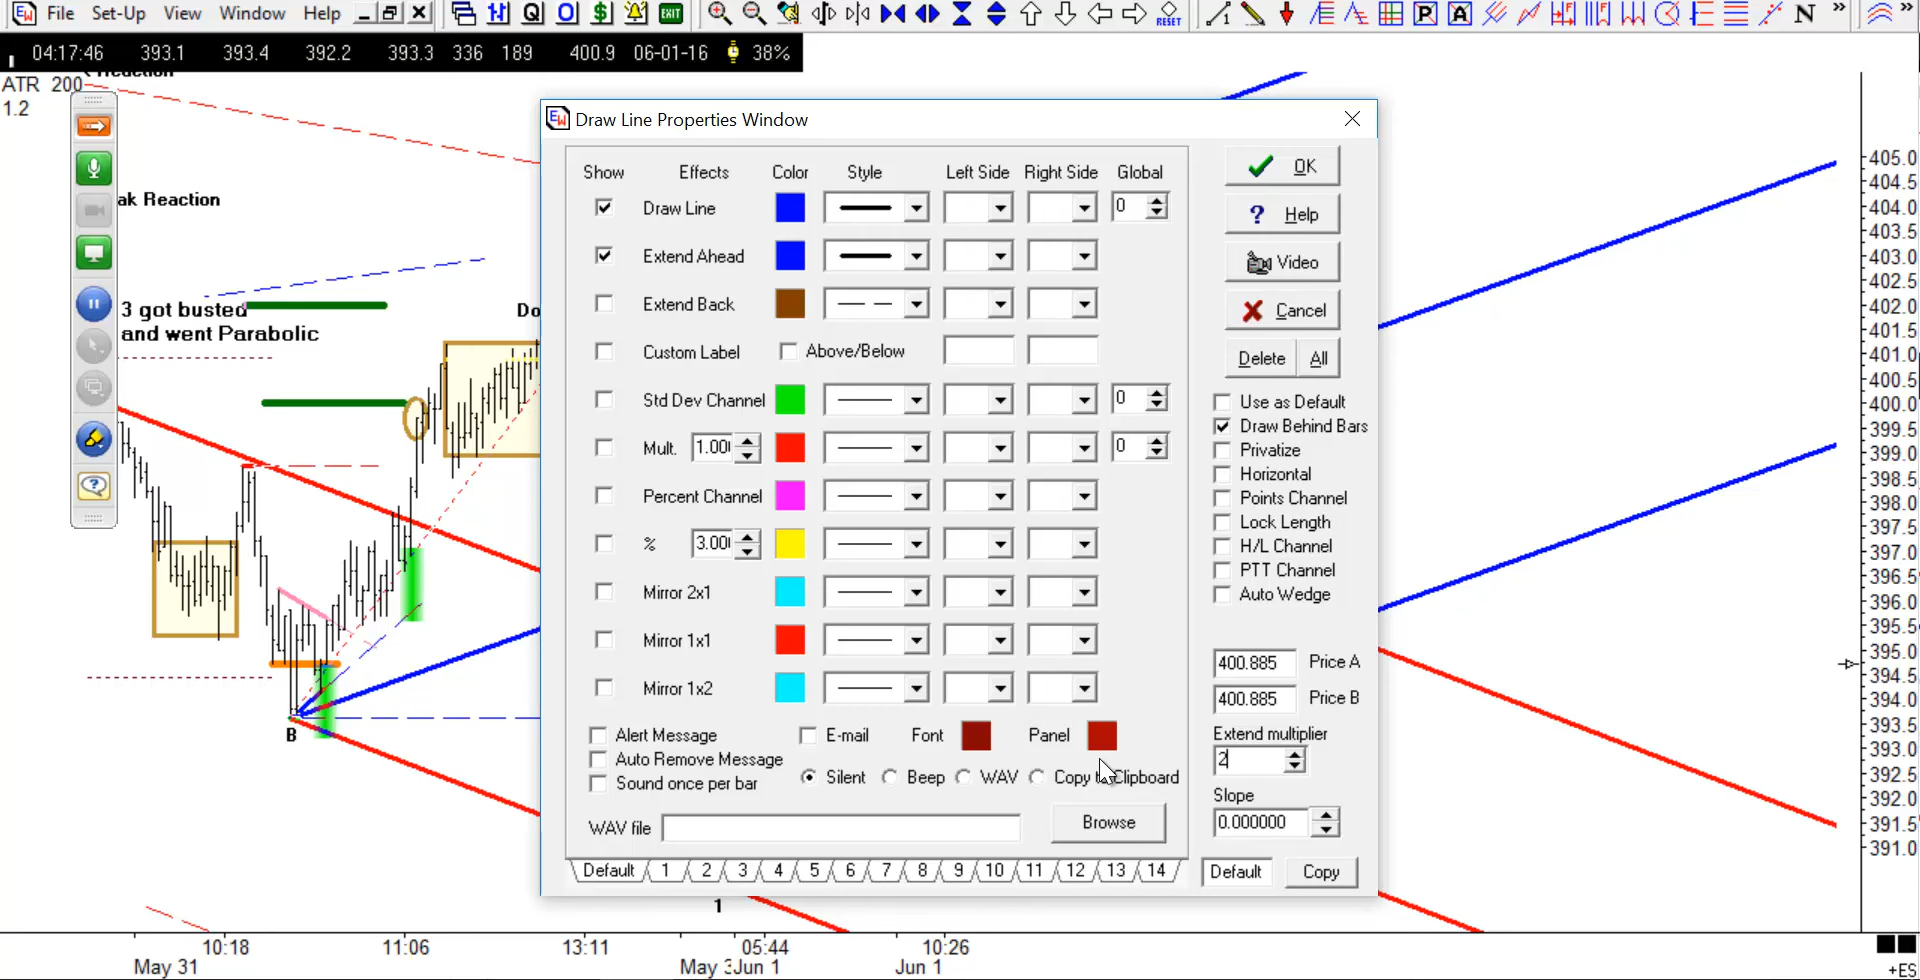 File Set-Up View Window Help
EXIT
RESET
P A N
04:17:46 393.1 393.4 392.2 393.3 336 189 400.9 06-01-16 38%
Reaction
ATR 200
1.2
ak Reaction
3 got busted
and went Parabolic
Do
B
1
Draw Line Properties Window
Show Effects Color Style Left Side Right Side Global
Draw Line 0
Extend Ahead
Extend Back
Custom Label Above/Below
Std Dev Channel 0
Mult. 1.00 0
Percent Channel
% 3.00
Mirror 2x1
Mirror 1x1
Mirror 1x2
Alert Message E-mail Font Panel
Auto Remove Message
Silent Beep WAV Copy to Clipboard
Sound once per bar
WAV file Browse
Default 1 2 3 4 5 6 7 8 9 10 11 12 13 14
OK
? Help
Video
Cancel
Delete All
Use as Default
Draw Behind Bars
Privatize
Horizontal
Points Channel
Lock Length
H/L Channel
PTT Channel
Auto Wedge
400.885 Price A
400.885 Price B
Extend multiplier
2
Slope
0.000000
Default Copy
405.0
404.5
404.0
403.5
403.0
402.5
402.0
401.5
401.0
400.5
400.0
399.5
399.0
398.5
398.0
397.5
397.0
396.5
396.0
395.5
395.0
394.5
394.0
393.5
393.0
392.5
392.0
391.5
391.0
10:18 11:06 13:11 05:44 10:26
May 31 May 3 Jun 1 Jun 1
+ES